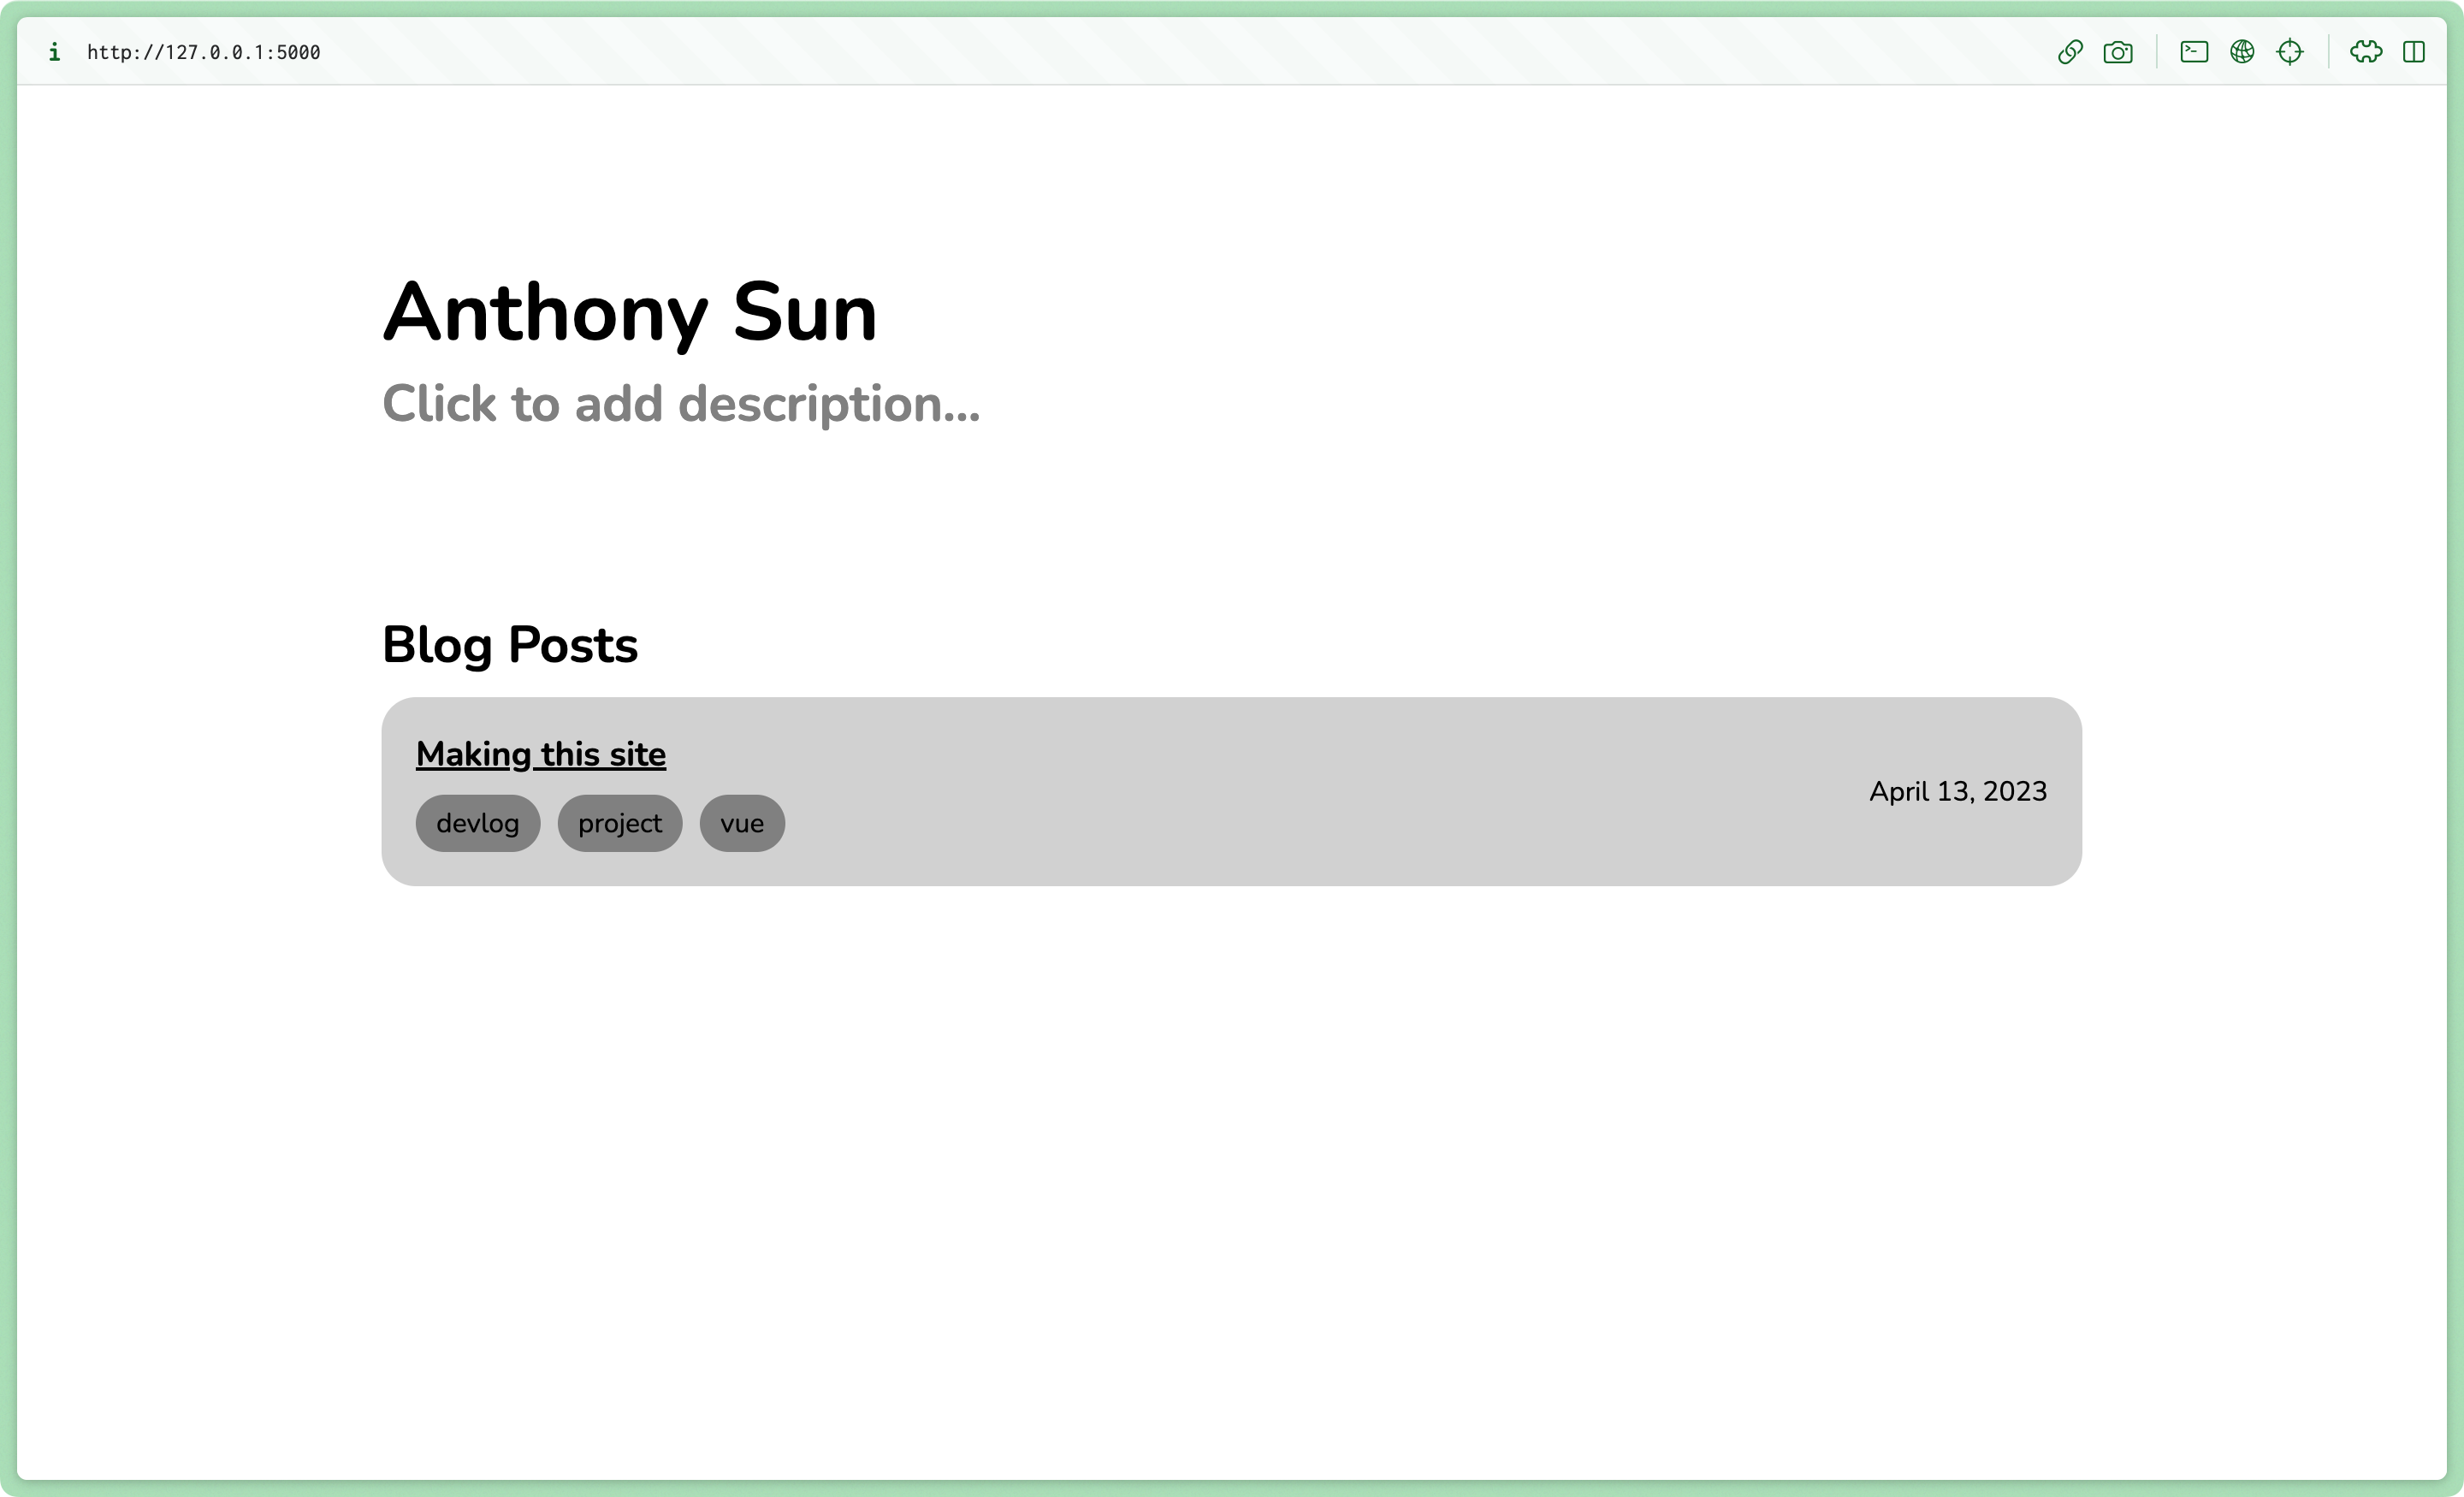 i http://127.0.0.1:5000
Anthony Sun
Click to add description...
Blog Posts
Making this site
devlog project vue
April 13, 2023